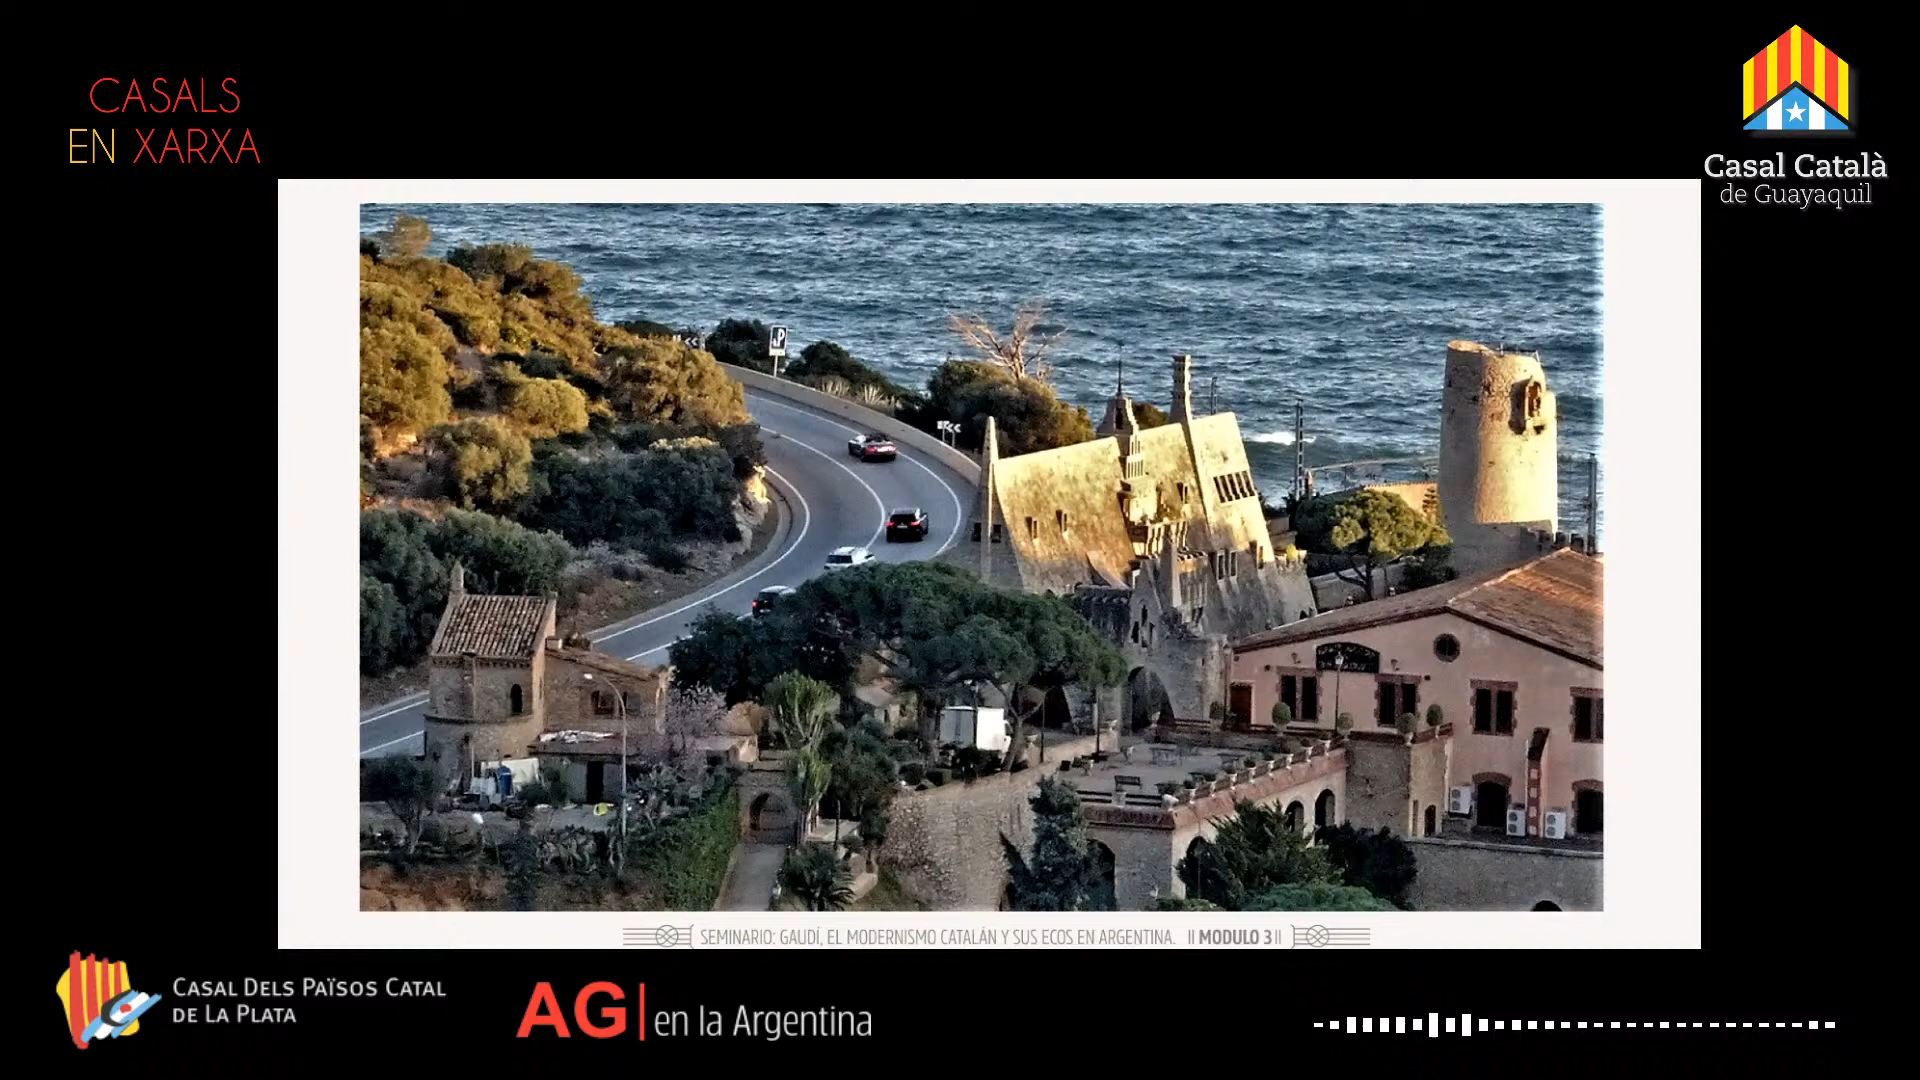 CASALS
EN XARXA
Casal Català
de Guayaquil
P
SEMINARIO: GAUDÍ, EL MODERNISMO CATALÁN Y SUS ECOS EN ARGENTINA. || MODULO 3 ||
CASAL DELS PAÏSOS CATAL
DE LA PLATA
AG | en la Argentina